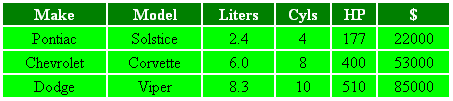 Make Model Liters Cyls HP $
Pontiac Solstice 2.4 4 177 22000
Chevrolet Corvette 6.0 8 400 53000
Dodge Viper 8.3 10 510 85000